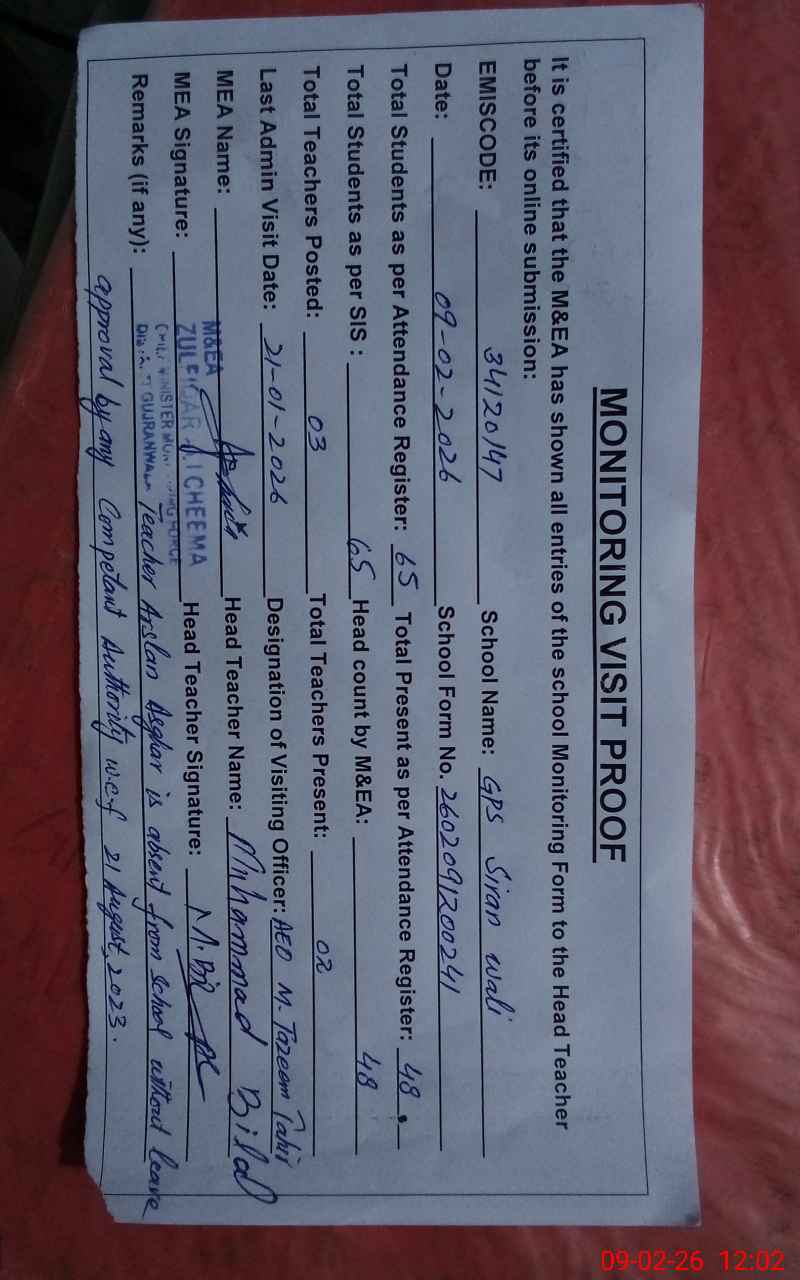 MONITORING VISIT PROOF
It is certified that the M&EA has shown all entries of the school Monitoring Form to the Head Teacher
before its online submission:
EMISCODE: 34120147 School Name: GPS Siran wali
Date: 09-02-2026 School Form No. 2602091200241
Total Students as per Attendance Register: 65 Total Present as per Attendance Register: 48
Total Students as per SIS : 65 Head count by M&EA: 48
Total Teachers Posted: 03 Total Teachers Present: 02
Last Admin Visit Date: 21-01-2026 Designation of Visiting Officer: AEO M. Tazeem Tahir
MEA Name: Head Teacher Name: Muhammad Bilal
M&EA
MEA Signature: Head Teacher Signature: M. Bil
CHEEMA
GUJRANWALA
Remarks (if any): Teacher Arslan Asghar is absent from school without leave
approval by any Competant Authority w.e.f 21 August, 2023.
09-02-26 12:02